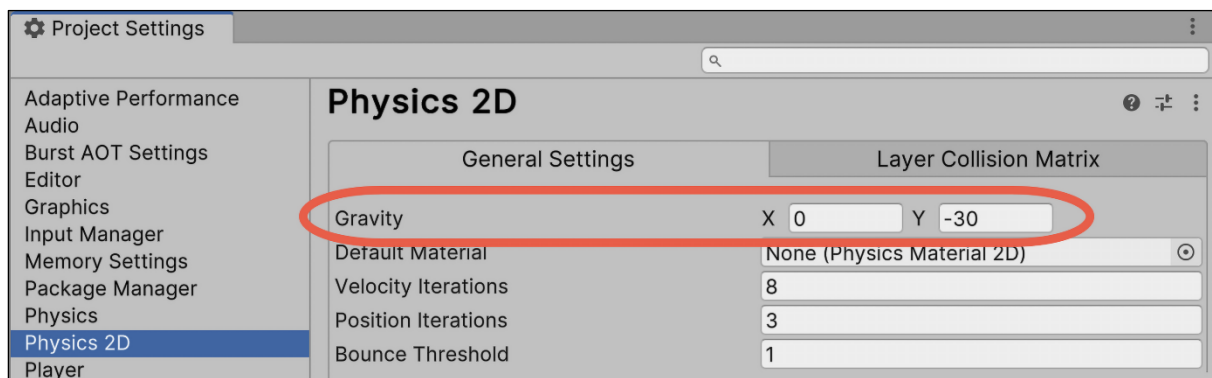 Project Settings
Adaptive Performance
Audio
Burst AOT Settings
Editor
Graphics
Input Manager
Memory Settings
Package Manager
Physics
Physics 2D
Player
Physics 2D
General Settings Layer Collision Matrix
Gravity X 0 Y -30
Default Material None (Physics Material 2D)
Velocity Iterations 8
Position Iterations 3
Bounce Threshold 1